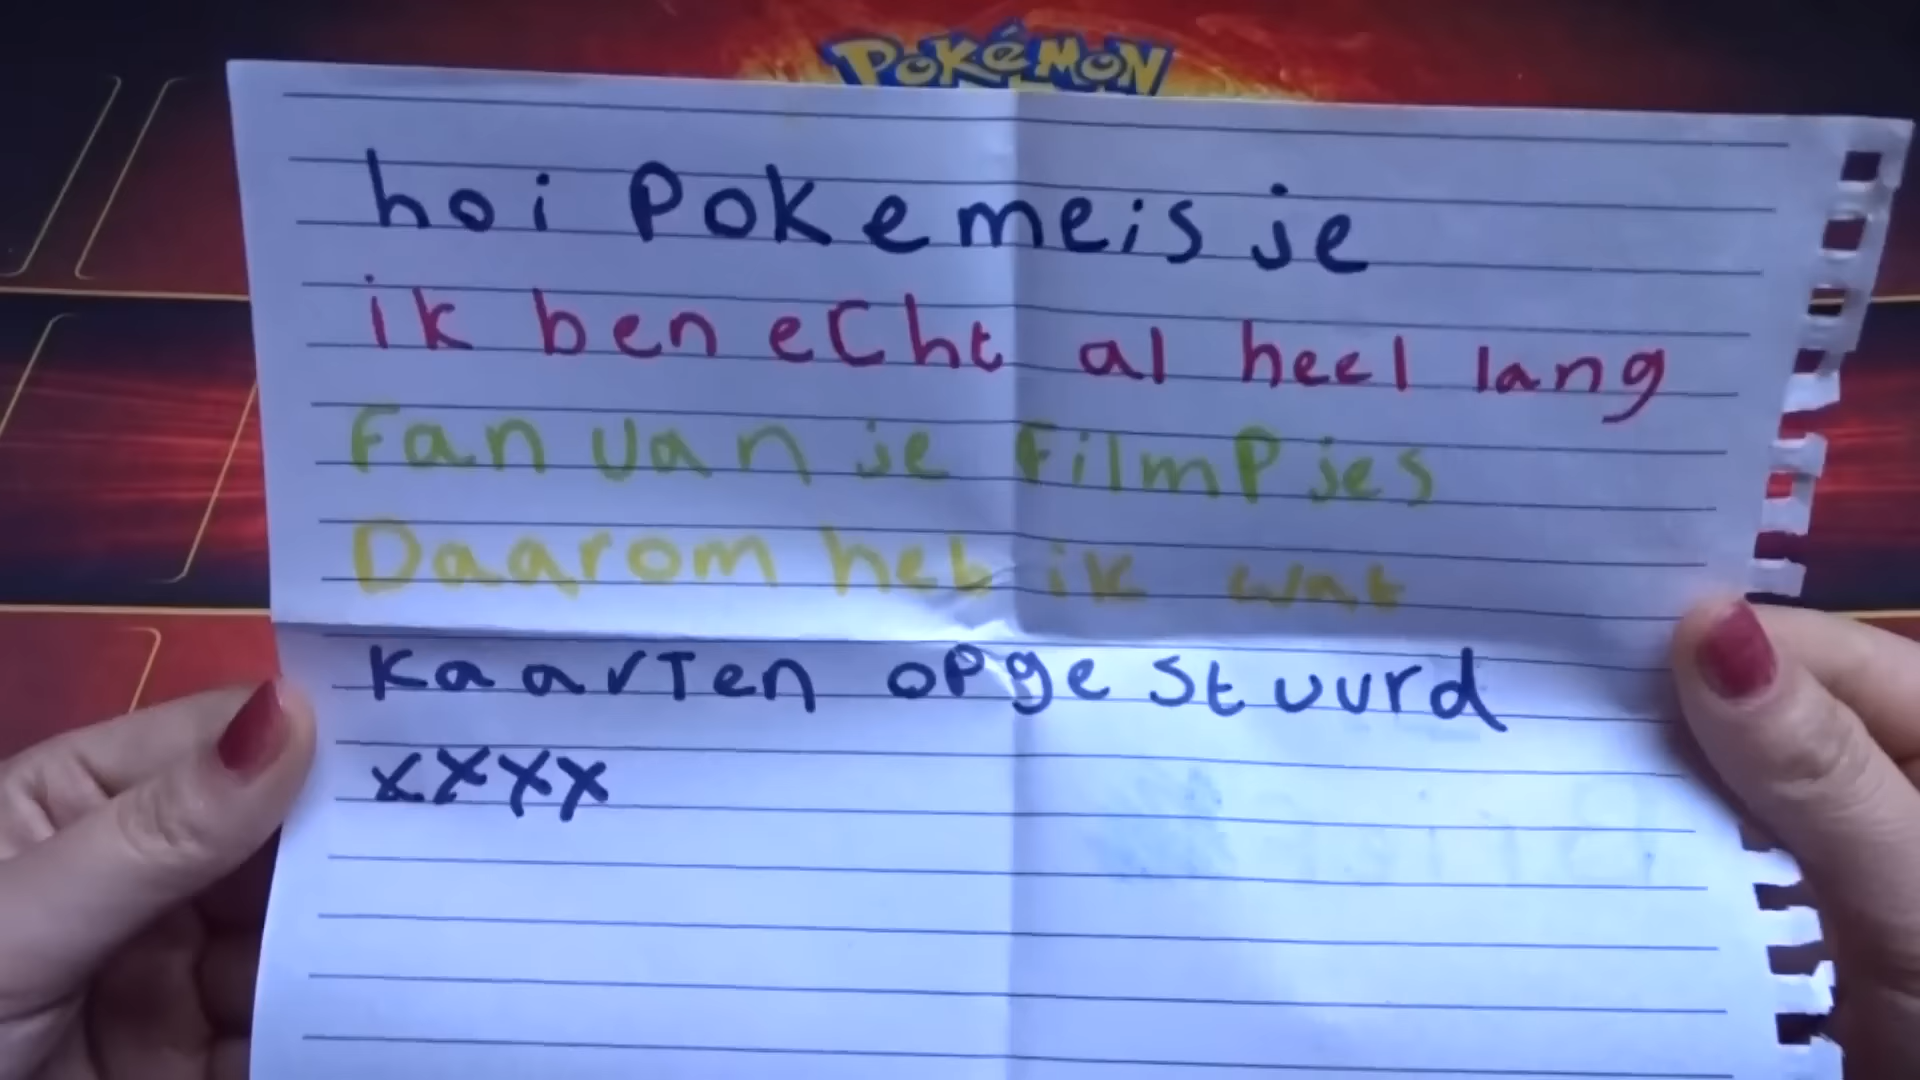 POKéMON
hoi Pokemeisje
ik ben eCht al heel lang
Fan van je Filmpjes
Daarom heb ik wat
kaarTen opgestuurd
xxxx